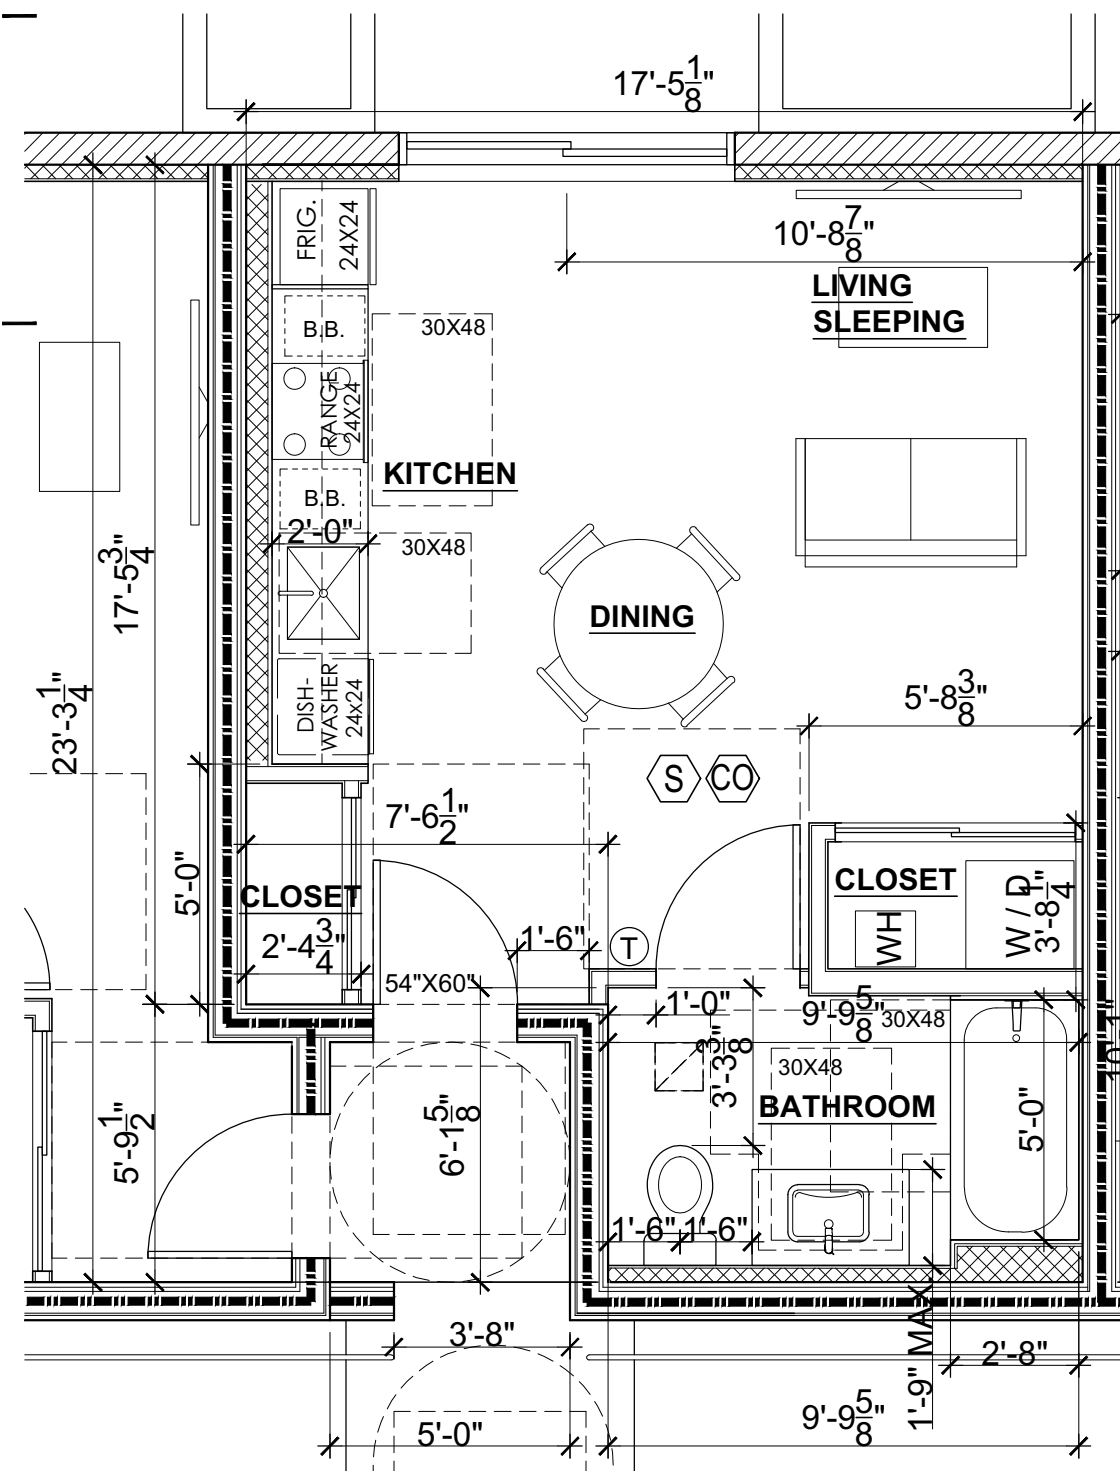 17'-5 1/8"
10'-8 7/8"
LIVING
SLEEPING
FRIG.
24X24
B.B.
30X48
RANGE
24X24
KITCHEN
B.B.
2'-0"
30X48
17'-5 3/4
DINING
DISH-
WASHER
24x24
23'-3 1/4"
5'-8 3/8"
S
CO
7'-6 1/2"
5'-0"
CLOSET
CLOSET
W / D
3'-8 1/4"
WH
2'-4 3/4"
1'-6"
T
54"X60"
1'-0"
9'-9 5/8"
30X48
3'-3 3/8"
30X48
10'-1"
BATHROOM
5'-0"
5'-9 1/2"
6'-1 5/8"
1'-6"
1'-6"
3'-8"
1'-9" MAX
2'-8"
5'-0"
9'-9 5/8"